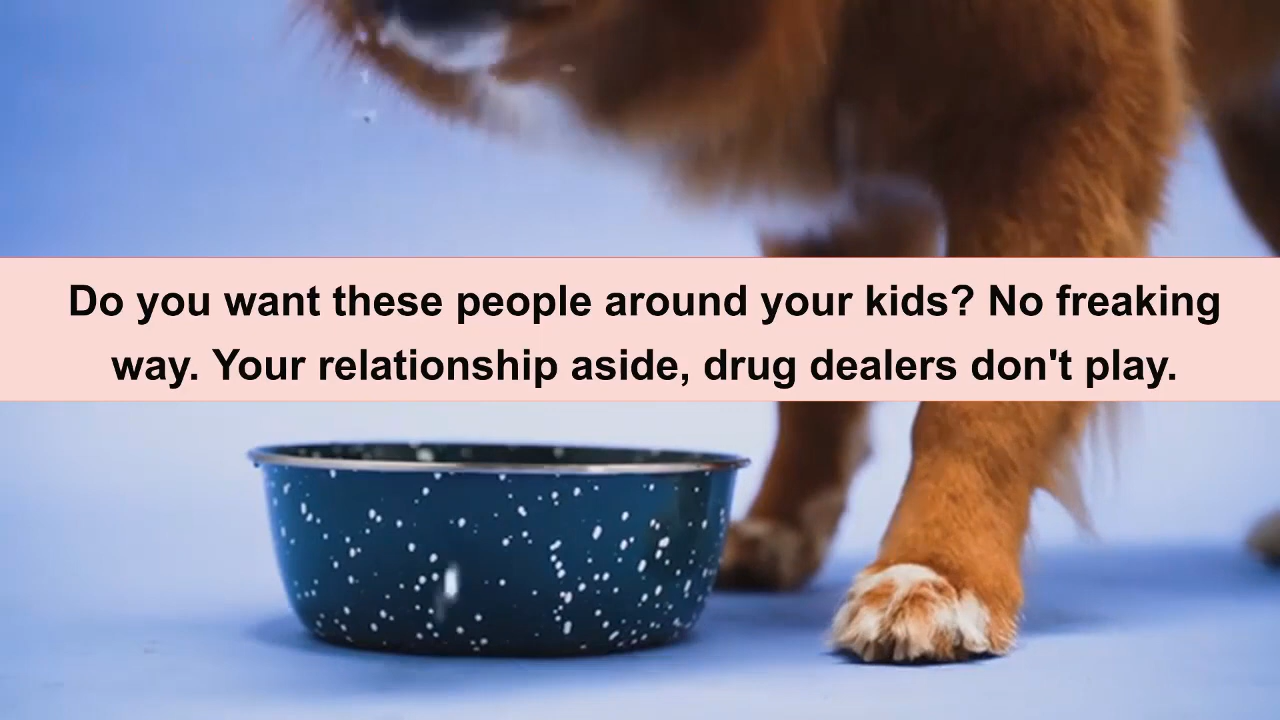 Do you want these people around your kids? No freaking
way. Your relationship aside, drug dealers don't play.